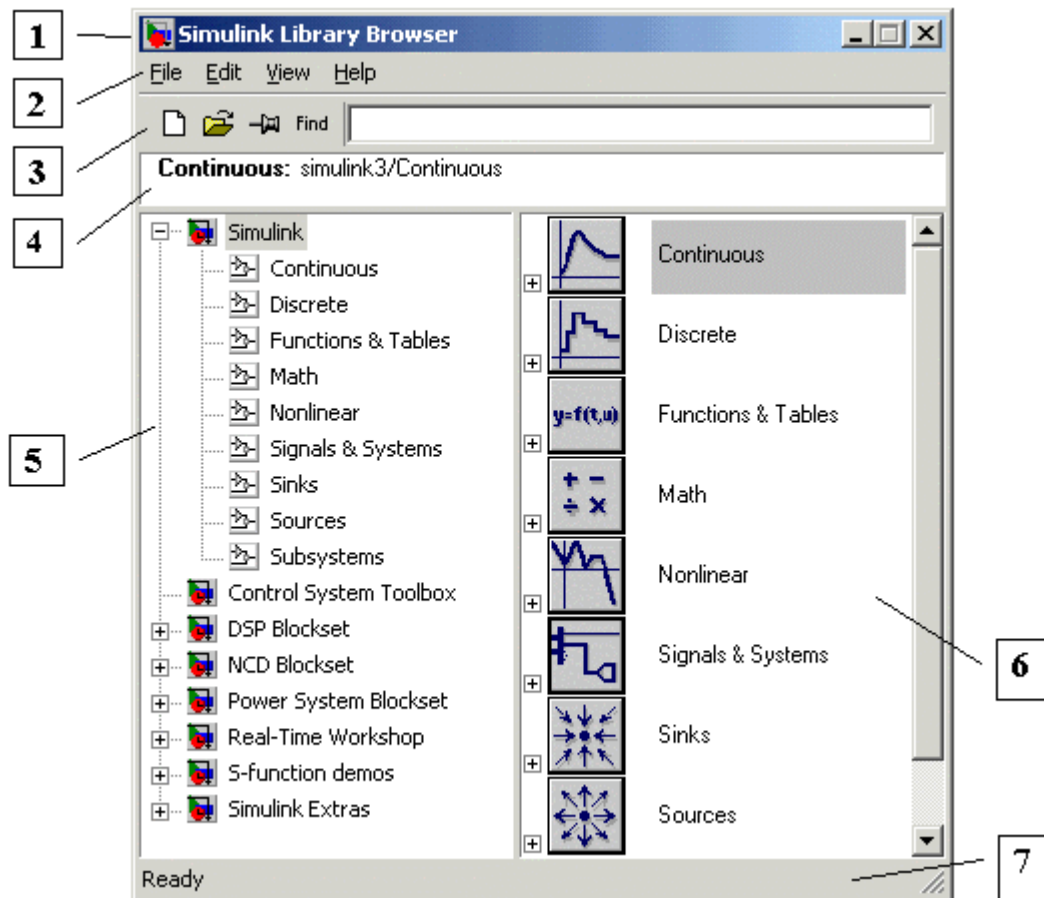 1
Simulink Library Browser
2
File Edit View Help
3
Find
4
Continuous: simulink3/Continuous
5
Simulink
Continuous
Discrete
Functions & Tables
Math
Nonlinear
Signals & Systems
Sinks
Sources
Subsystems
Control System Toolbox
DSP Blockset
NCD Blockset
Power System Blockset
Real-Time Workshop
S-function demos
Simulink Extras
Continuous
Discrete
y=f(t,u)
Functions & Tables
+ −
÷ ×
Math
Nonlinear
Signals & Systems
Sinks
Sources
6
Ready
7